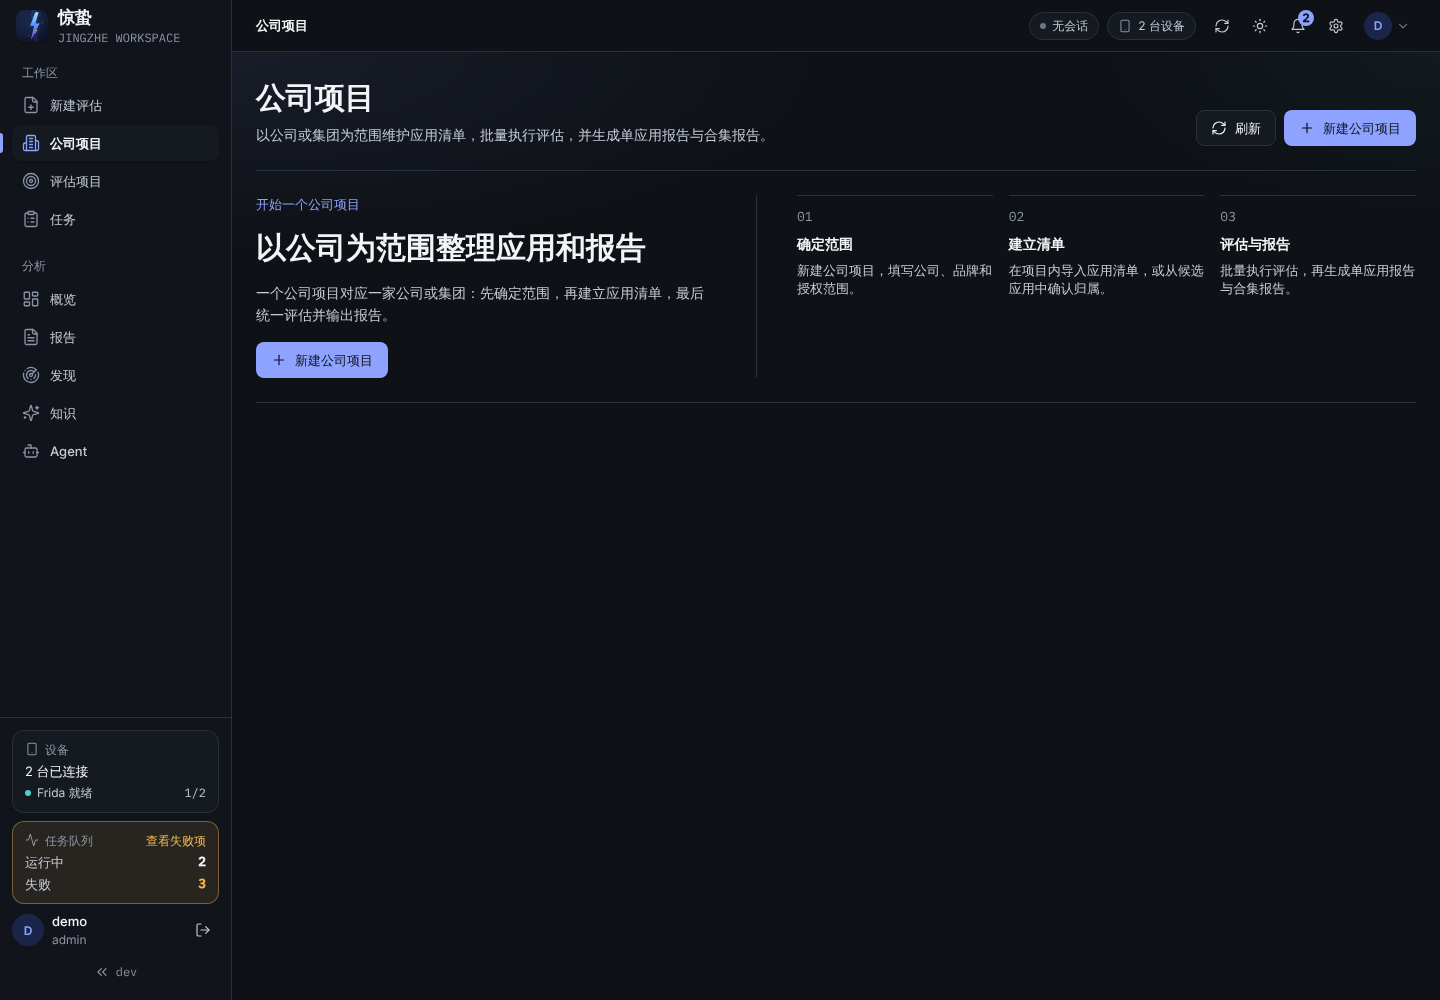 惊蛰
JINGZHE WORKSPACE
工作区
新建评估
公司项目
评估项目
任务
分析
概览
报告
发现
知识
Agent
设备
2 台已连接
Frida 就绪 1/2
任务队列 查看失败项
运行中 2
失败 3
D demo
admin
dev
公司项目
无会话 2 台设备 2 D
公司项目
以公司或集团为范围维护应用清单，批量执行评估，并生成单应用报告与合集报告。
刷新 新建公司项目
开始一个公司项目
以公司为范围整理应用和报告
一个公司项目对应一家公司或集团：先确定范围，再建立应用清单，最后
统一评估并输出报告。
新建公司项目
01
确定范围
新建公司项目，填写公司、品牌和
授权范围。
02
建立清单
在项目内导入应用清单，或从候选
应用中确认归属。
03
评估与报告
批量执行评估，再生成单应用报告
与合集报告。